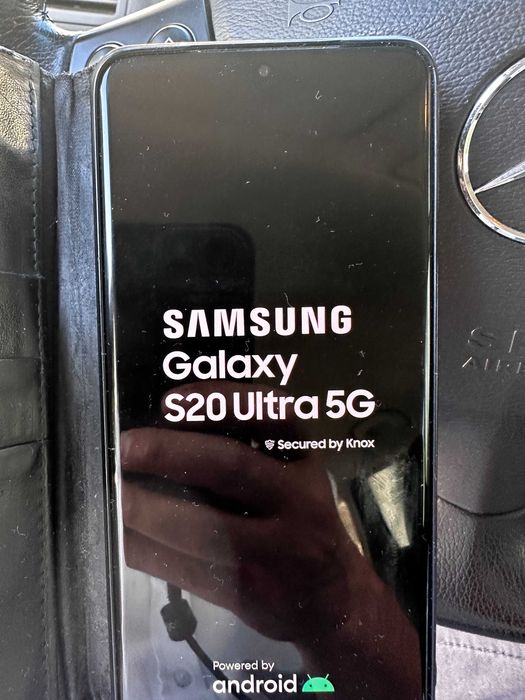 SAMSUNG
Galaxy
S20 Ultra 5G
Secured by Knox
Powered by
android